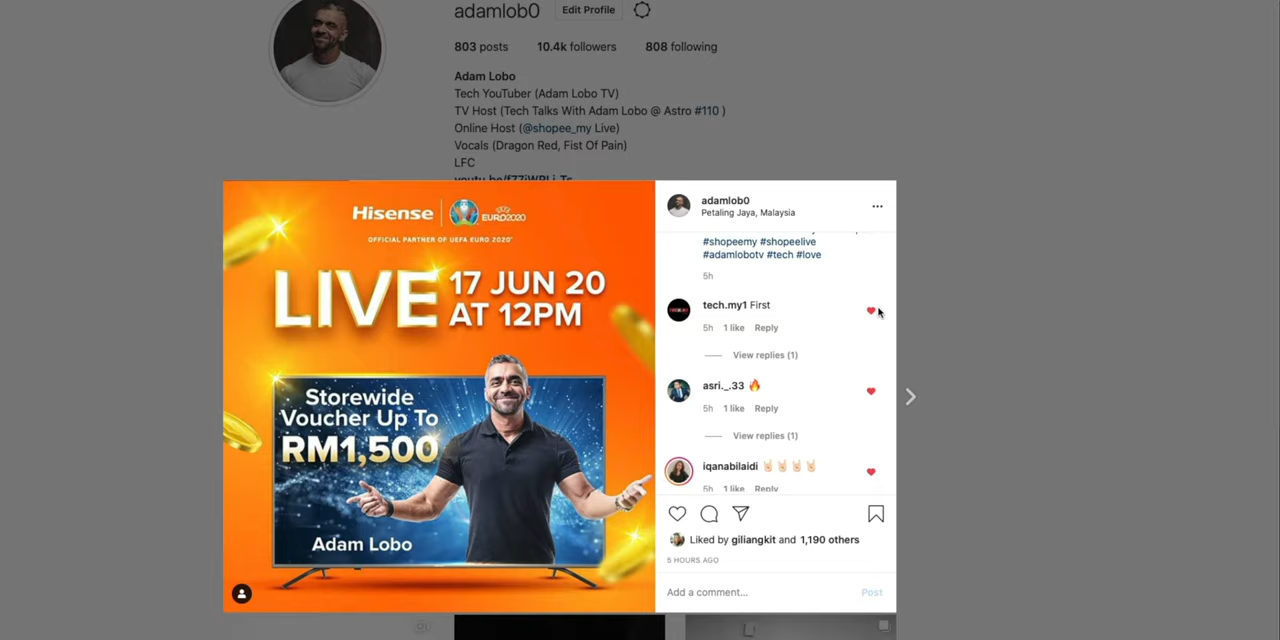 adamlob0 Edit Profile
803 posts 10.4k followers 808 following
Adam Lobo
Tech YouTuber (Adam Lobo TV)
TV Host (Tech Talks With Adam Lobo @ Astro #110 )
Online Host (@shopee_my Live)
Vocals (Dragon Red, Fist Of Pain)
LFC
Hisense EURO2020
OFFICIAL PARTNER OF UEFA EURO 2020™
LIVE 17 JUN 20
AT 12PM
Storewide
Voucher Up To
RM1,500
Adam Lobo
adamlob0
Petaling Jaya, Malaysia
#shopeemy #shopeelive
#adamlobotv #tech #love
5h
tech.my1 First
5h 1 like Reply
View replies (1)
asri._.33 🔥
5h 1 like Reply
View replies (1)
iqanabilaidi 🤘🏻🤘🏻🤘🏻🤘🏻
5h 1 like Reply
Liked by giliangkit and 1,190 others
5 HOURS AGO
Add a comment... Post